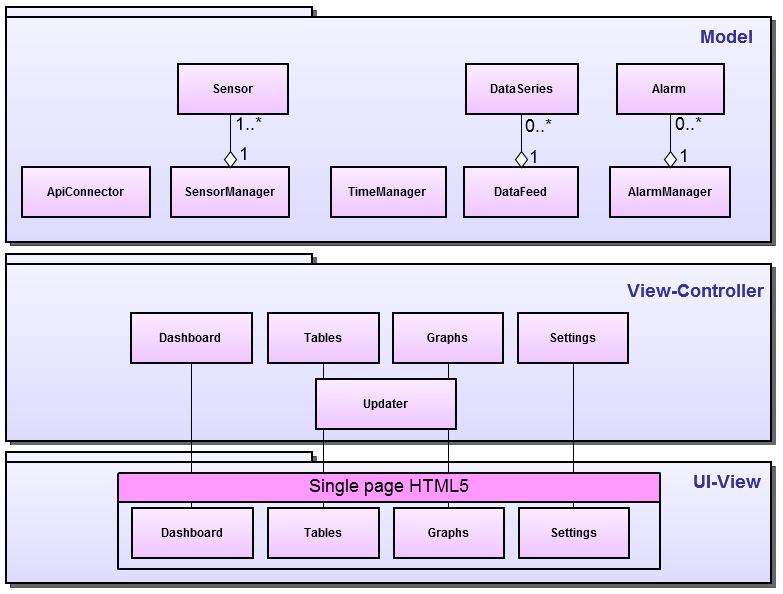 Model
Sensor
DataSeries
Alarm
1..*
0..*
0..*
1
1
1
ApiConnector
SensorManager
TimeManager
DataFeed
AlarmManager
View-Controller
Dashboard
Tables
Graphs
Settings
Updater
UI-View
Single page HTML5
Dashboard
Tables
Graphs
Settings